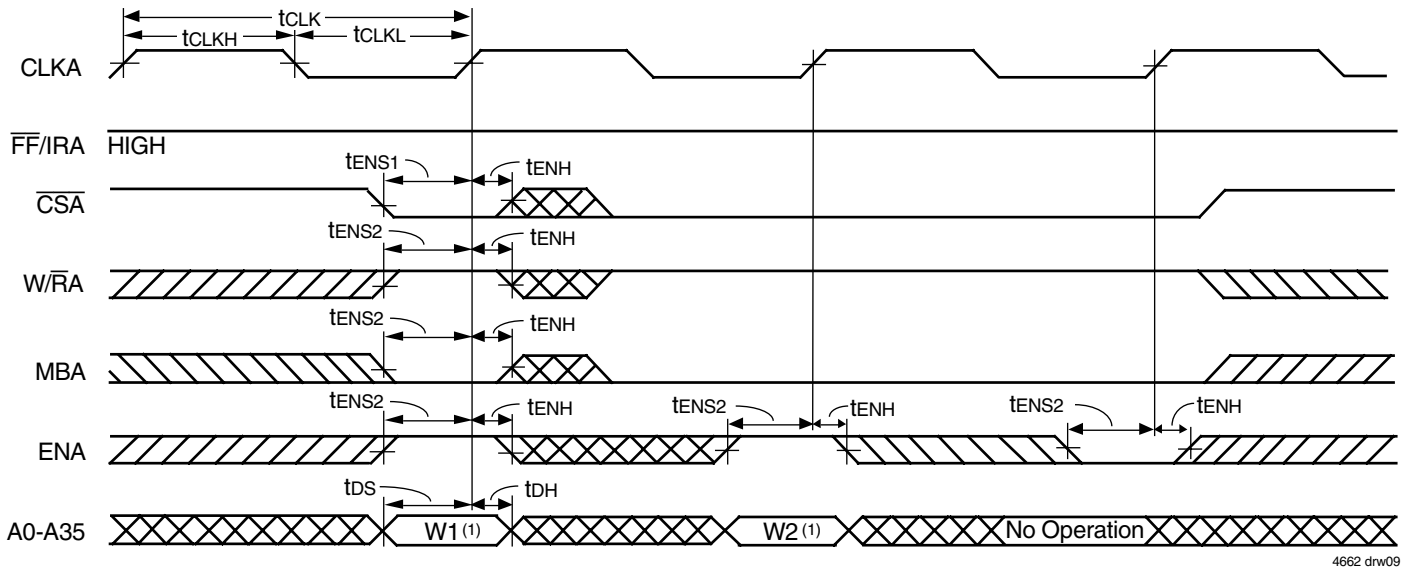 tCLK
tCLKH tCLKL
CLKA
FF/IRA HIGH
tENS1 tENH
CSA
tENS2 tENH
W/RA
tENS2 tENH
MBA
tENS2 tENH tENS2 tENH tENS2 tENH
ENA
tDS tDH
A0-A35 W1 (1) W2 (1) No Operation
4662 drw09